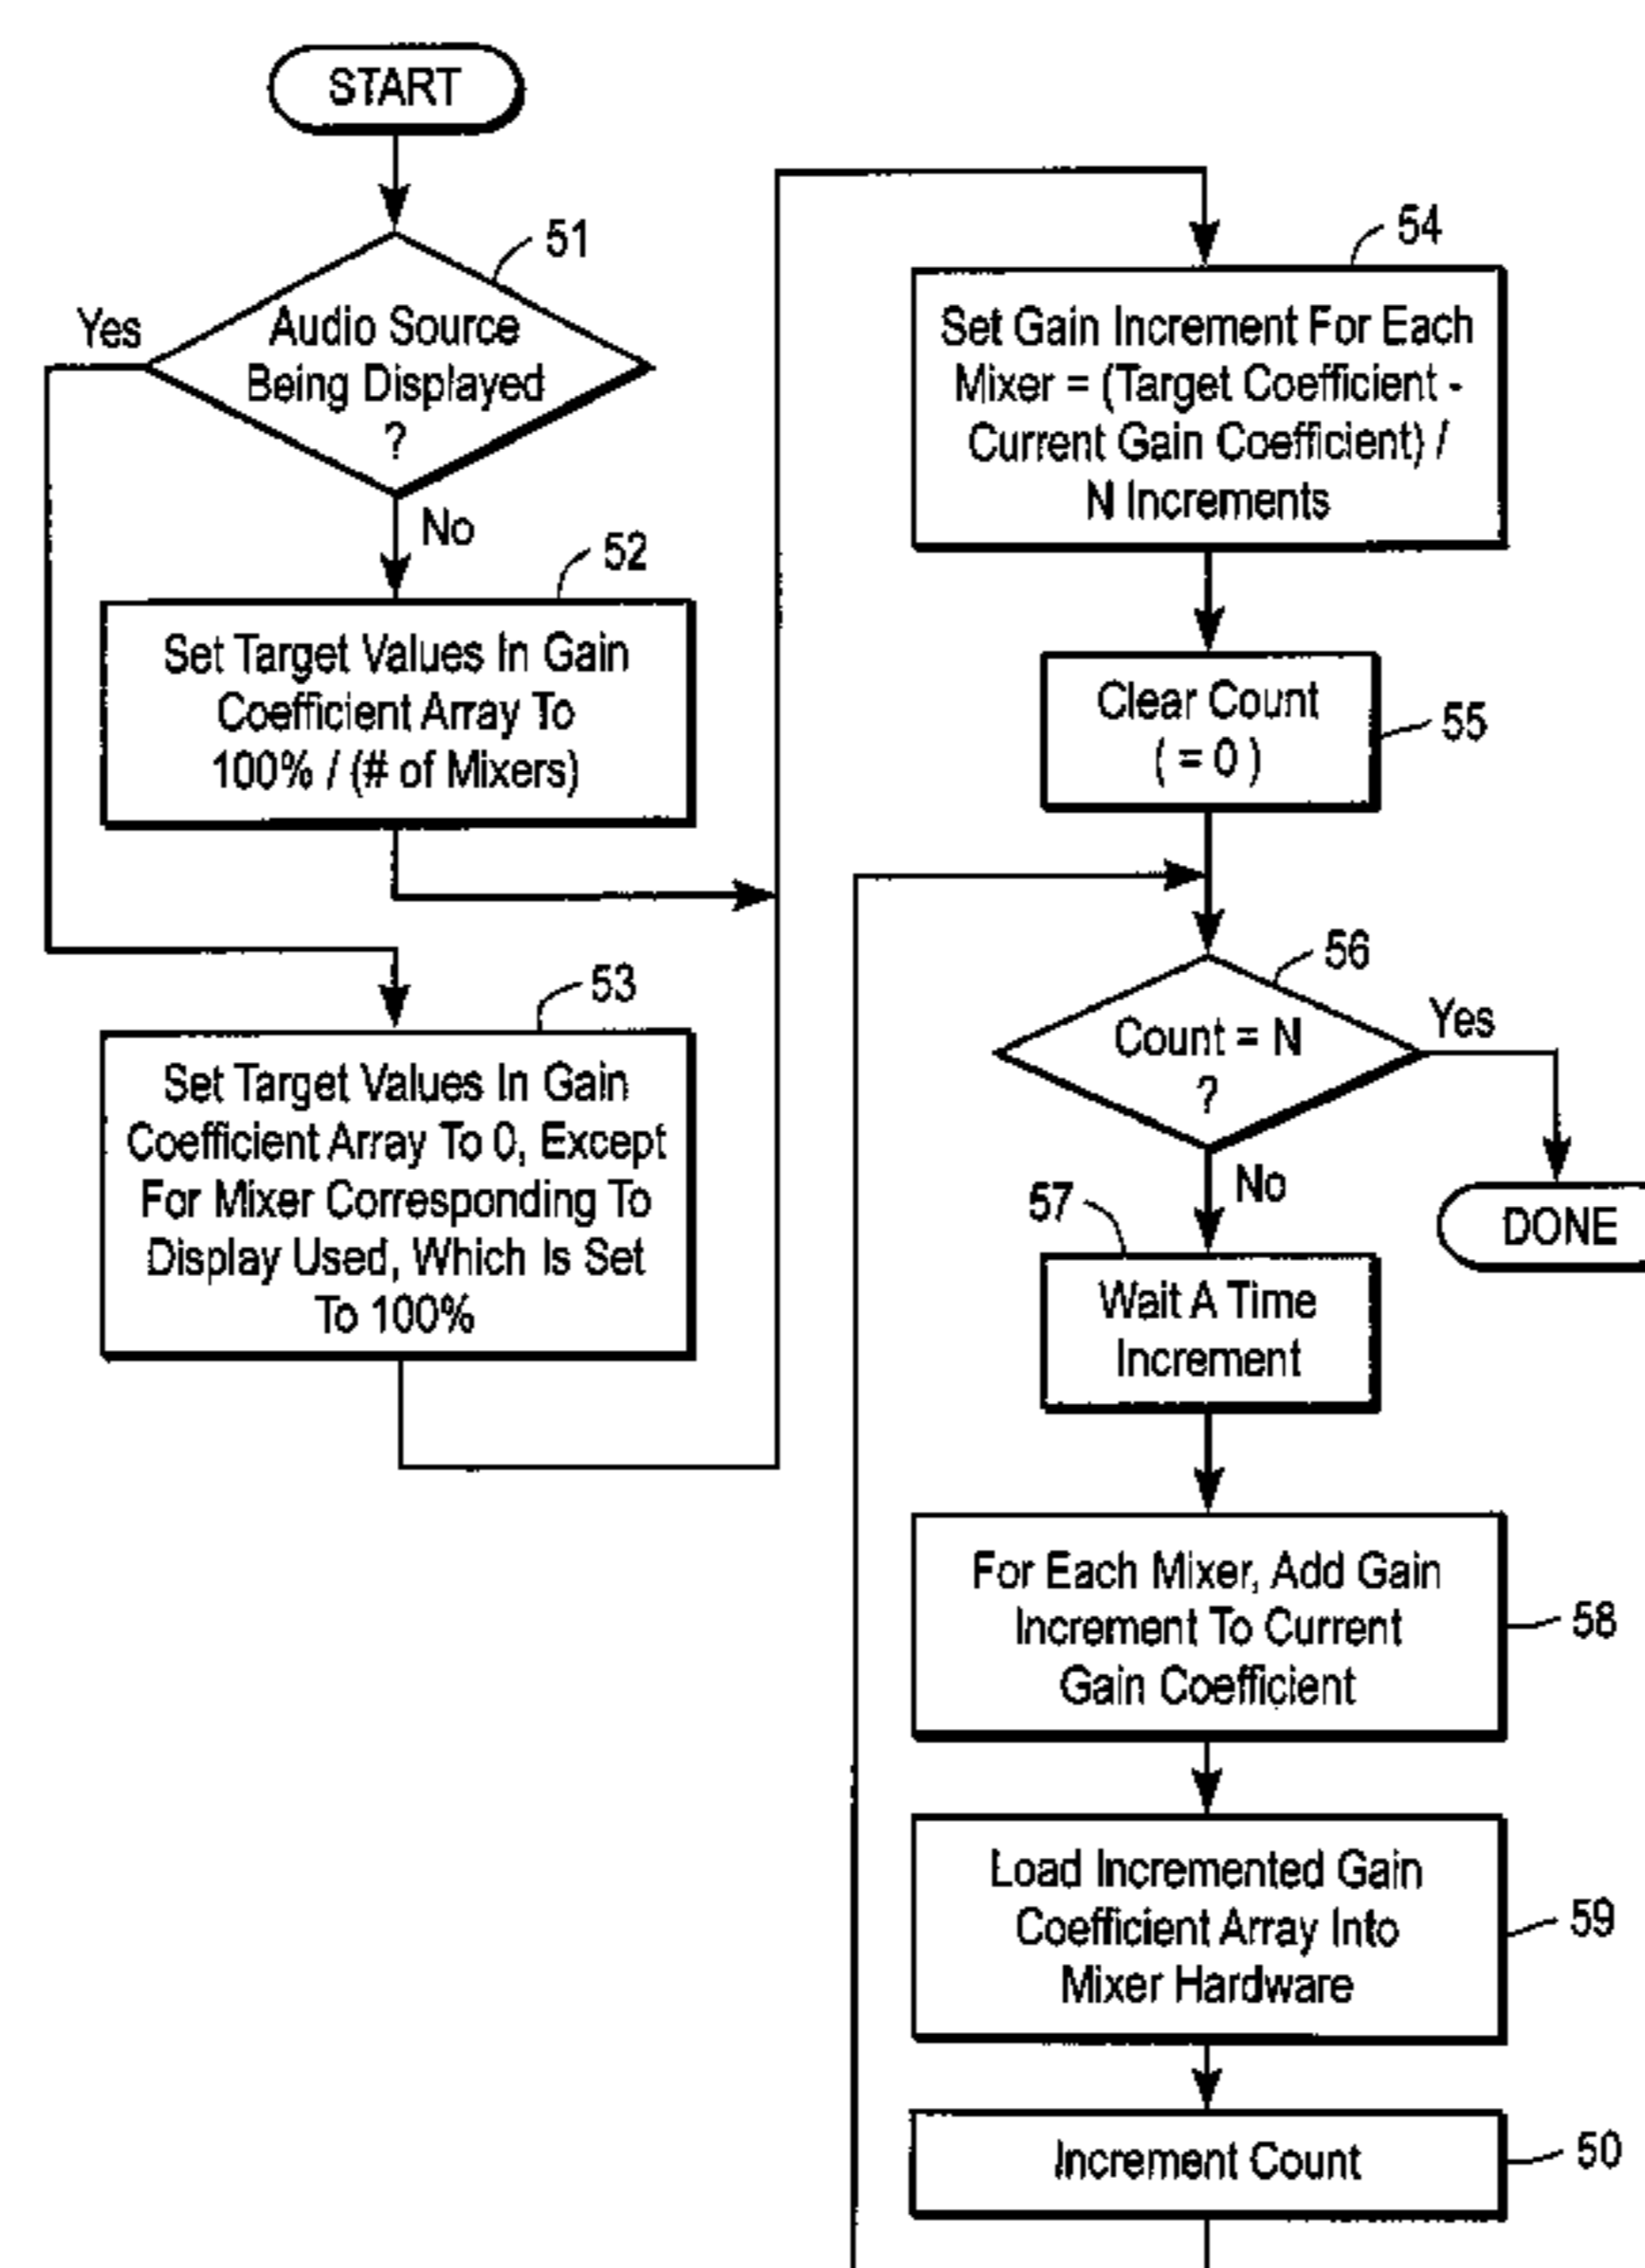 START
51
Yes
Audio Source
Being Displayed
?
No
52
Set Target Values In Gain
Coefficient Array To
100% / (# of Mixers)
53
Set Target Values In Gain
Coefficient Array To 0, Except
For Mixer Corresponding To
Display Used, Which Is Set
To 100%
54
Set Gain Increment For Each
Mixer = (Target Coefficient -
Current Gain Coefficient) /
N Increments
Clear Count
( = 0 )
55
56
Count = N
?
Yes
No
DONE
57
Wait A Time
Increment
For Each Mixer, Add Gain
Increment To Current
Gain Coefficient
58
Load Incremented Gain
Coefficient Array Into
Mixer Hardware
59
Increment Count
50